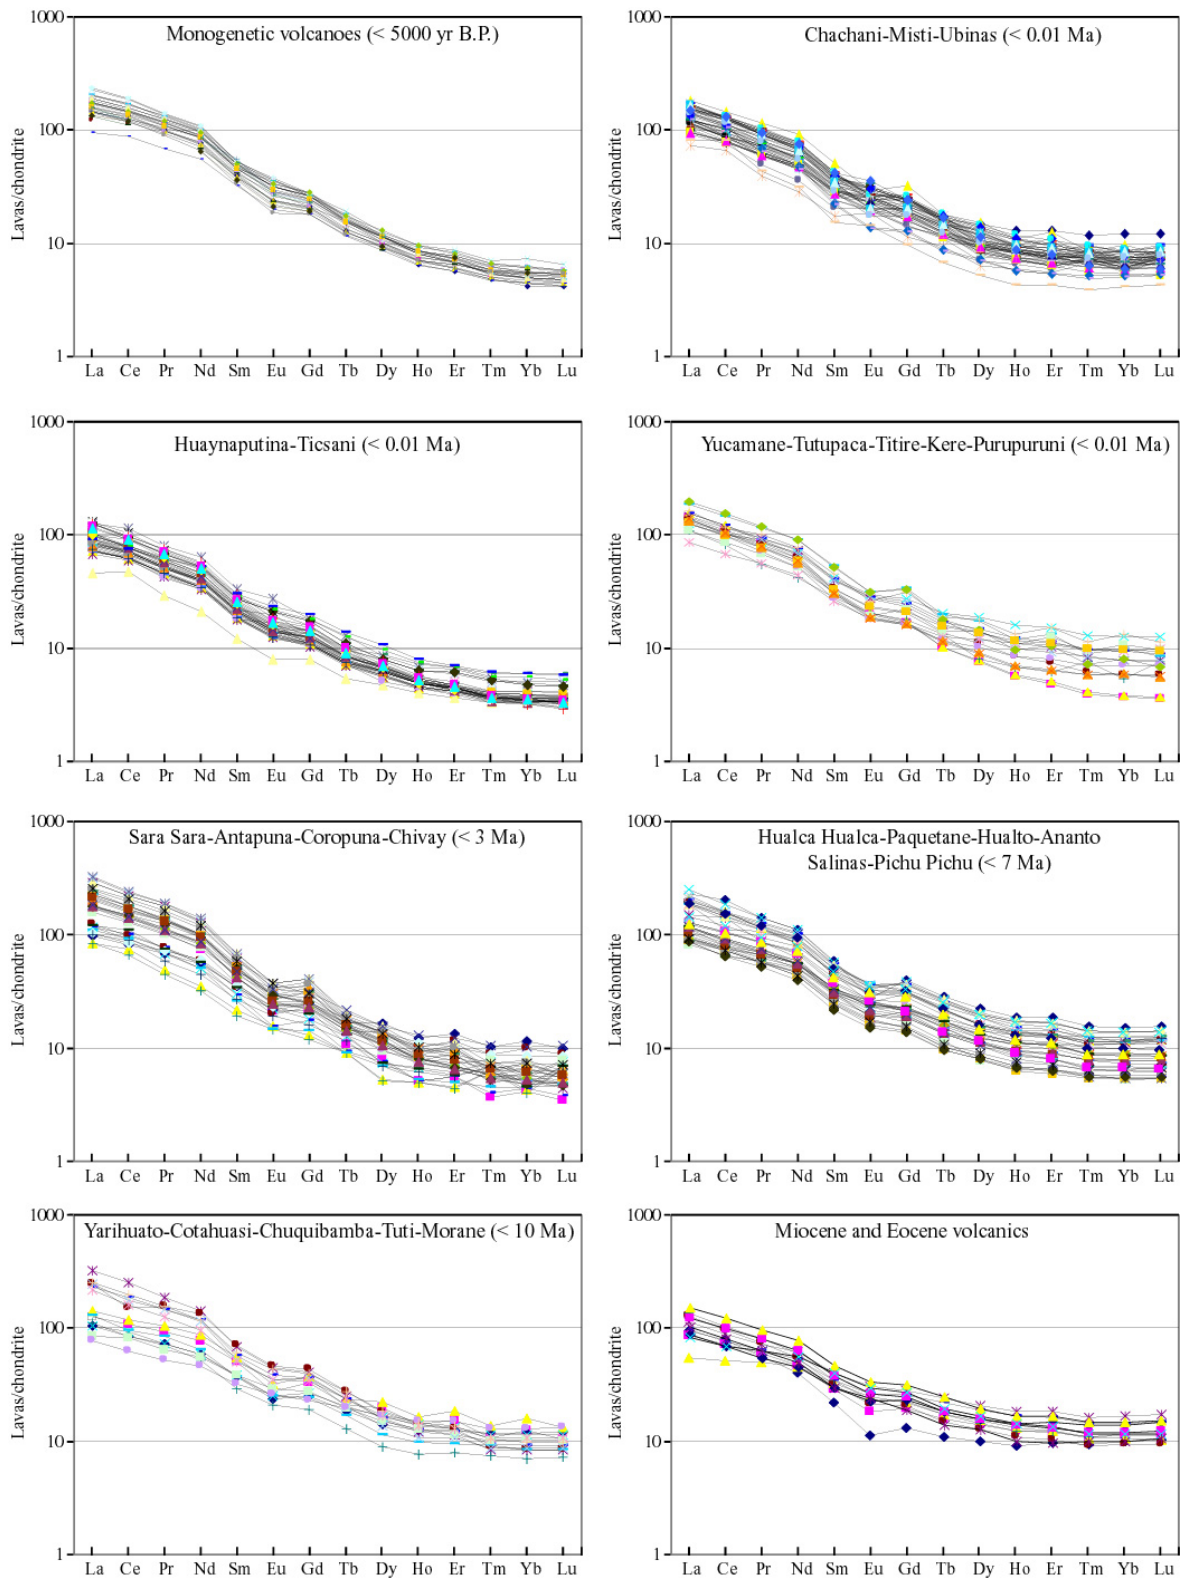 1000
Monogenetic volcanoes (< 5000 yr B.P.)
100
10
1
Lavas/chondrite
La Ce Pr Nd Sm Eu Gd Tb Dy Ho Er Tm Yb Lu
1000
Chachani-Misti-Ubinas (< 0.01 Ma)
100
10
1
Lavas/chondrite
La Ce Pr Nd Sm Eu Gd Tb Dy Ho Er Tm Yb Lu
1000
Huaynaputina-Ticsani (< 0.01 Ma)
100
10
1
Lavas/chondrite
La Ce Pr Nd Sm Eu Gd Tb Dy Ho Er Tm Yb Lu
1000
Yucamane-Tutupaca-Titire-Kere-Purupuruni (< 0.01 Ma)
100
10
1
Lavas/chondrite
La Ce Pr Nd Sm Eu Gd Tb Dy Ho Er Tm Yb Lu
1000
Sara Sara-Antapuna-Coropuna-Chivay (< 3 Ma)
100
10
1
Lavas/chondrite
La Ce Pr Nd Sm Eu Gd Tb Dy Ho Er Tm Yb Lu
1000
Hualca Hualca-Paquetane-Hualto-Ananto
Salinas-Pichu Pichu (< 7 Ma)
100
10
1
Lavas/chondrite
La Ce Pr Nd Sm Eu Gd Tb Dy Ho Er Tm Yb Lu
1000
Yarihuato-Cotahuasi-Chuquibamba-Tuti-Morane (< 10 Ma)
100
10
1
Lavas/chondrite
La Ce Pr Nd Sm Eu Gd Tb Dy Ho Er Tm Yb Lu
1000
Miocene and Eocene volcanics
100
10
1
Lavas/chondrite
La Ce Pr Nd Sm Eu Gd Tb Dy Ho Er Tm Yb Lu